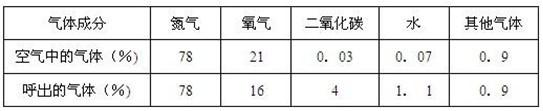 气体成分 氮气 氧气 二氧化碳 水 其他气体
空气中的气体（%） 78 21 0. 03 0. 07 0. 9
呼出的气体（%） 78 16 4 1. 1 0. 9